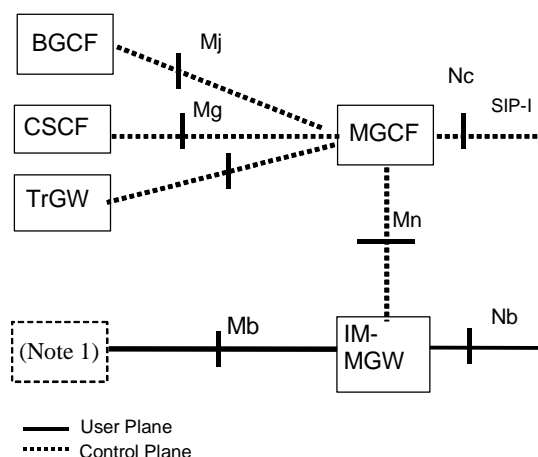 BGCF
Mj
Nc
CSCF
Mg
MGCF
SIP-I
TrGW
Mn
(Note 1)
Mb
IM-
MGW
Nb
User Plane
Control Plane